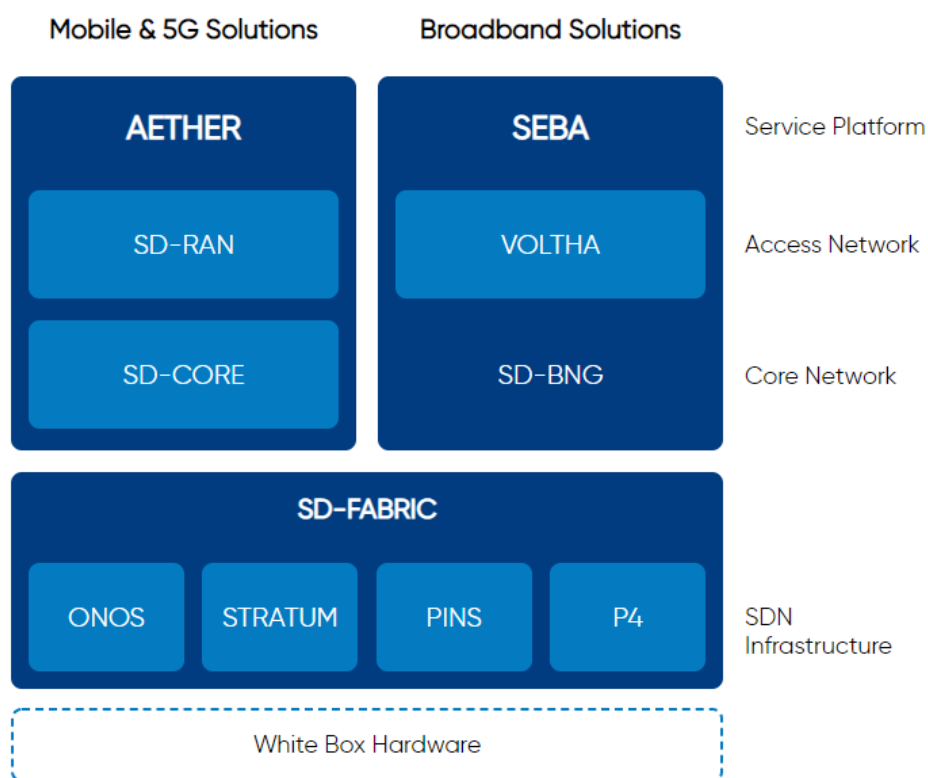 Mobile & 5G Solutions
Broadband Solutions
AETHER
SEBA
Service Platform
SD-RAN
VOLTHA
Access Network
SD-CORE
SD-BNG
Core Network
SD-FABRIC
ONOS
STRATUM
PINS
P4
SDN
Infrastructure
White Box Hardware